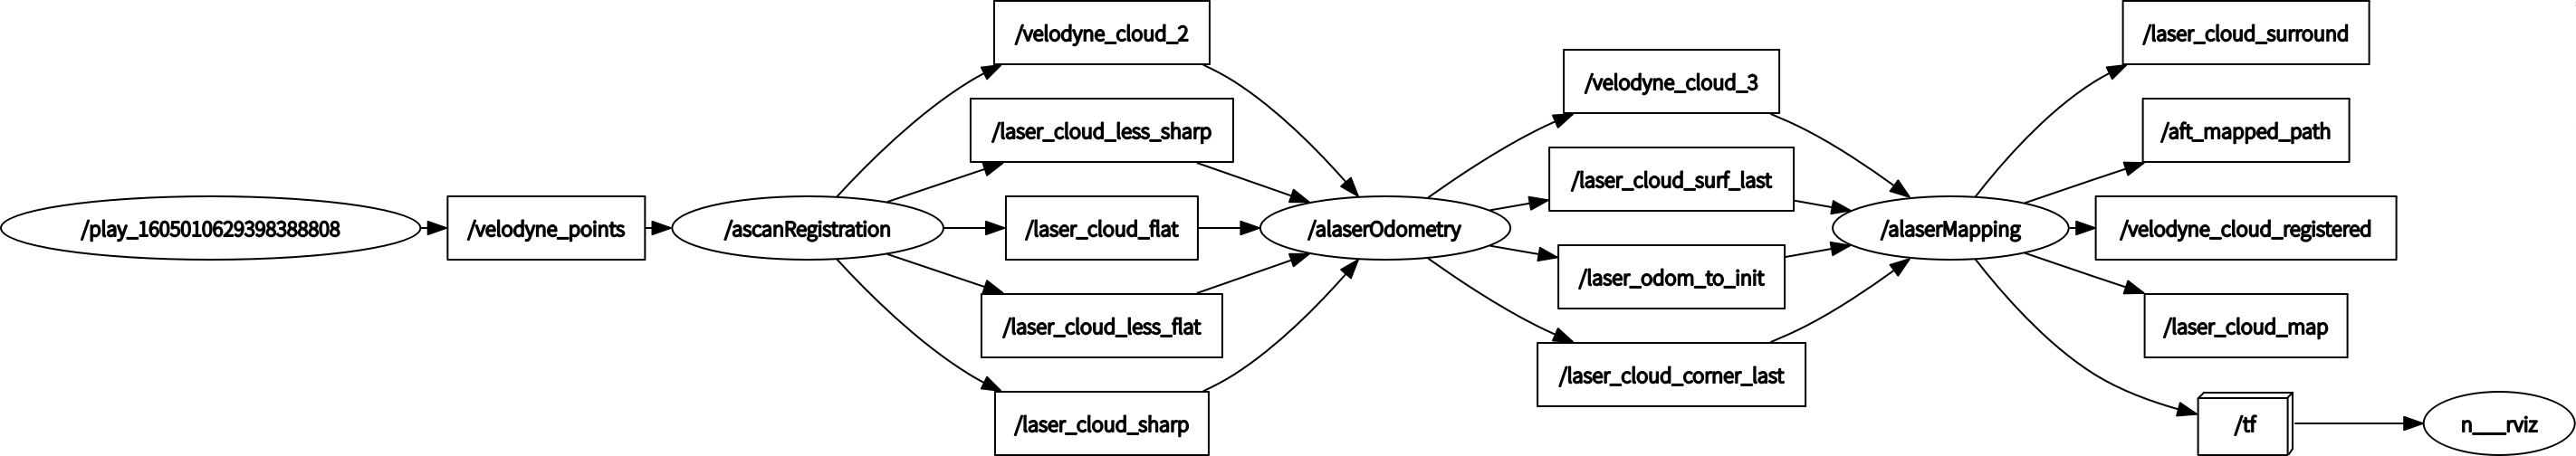 /play_1605010629398388808
/velodyne_points
/ascanRegistration
/velodyne_cloud_2
/laser_cloud_less_sharp
/laser_cloud_flat
/laser_cloud_less_flat
/laser_cloud_sharp
/alaserOdometry
/velodyne_cloud_3
/laser_cloud_surf_last
/laser_odom_to_init
/laser_cloud_corner_last
/alaserMapping
/laser_cloud_surround
/aft_mapped_path
/velodyne_cloud_registered
/laser_cloud_map
/tf
n___rviz